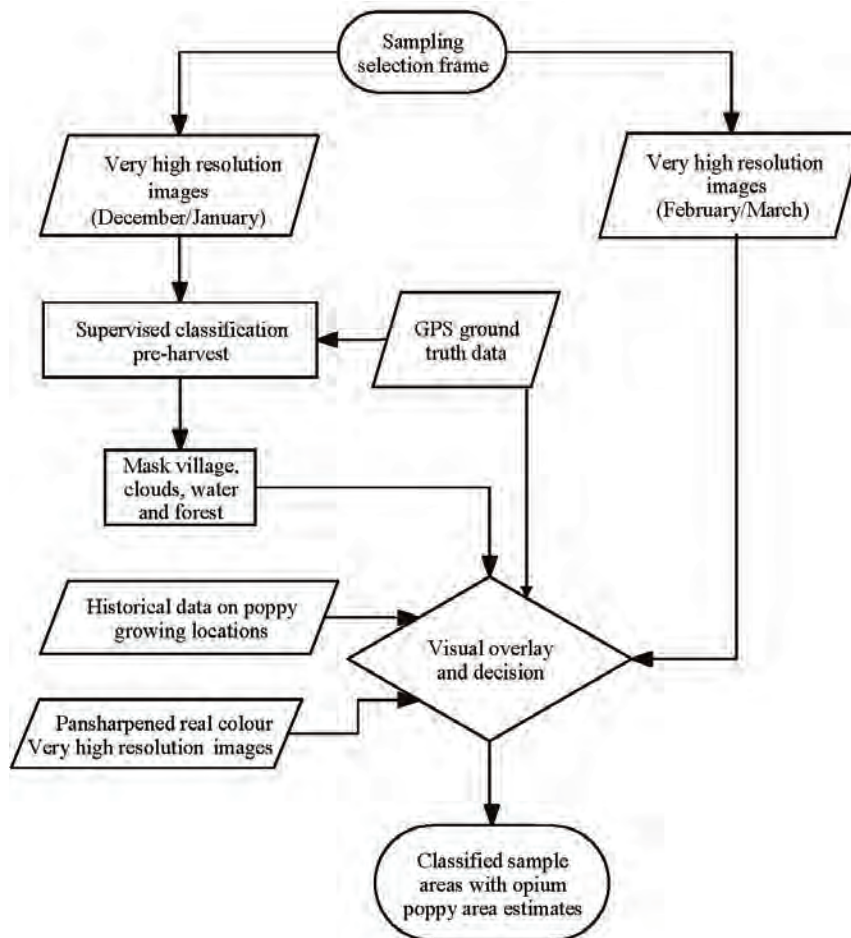 Sampling
selection frame
Very high resolution
images
(December/January)
Very high resolution
images
(February/March)
Supervised classification
pre-harvest
GPS ground
truth data
Mask village,
clouds, water
and forest
Historical data on poppy
growing locations
Visual overlay
and decision
Pansharpened real colour
Very high resolution images
Classified sample
areas with opium
poppy area estimates